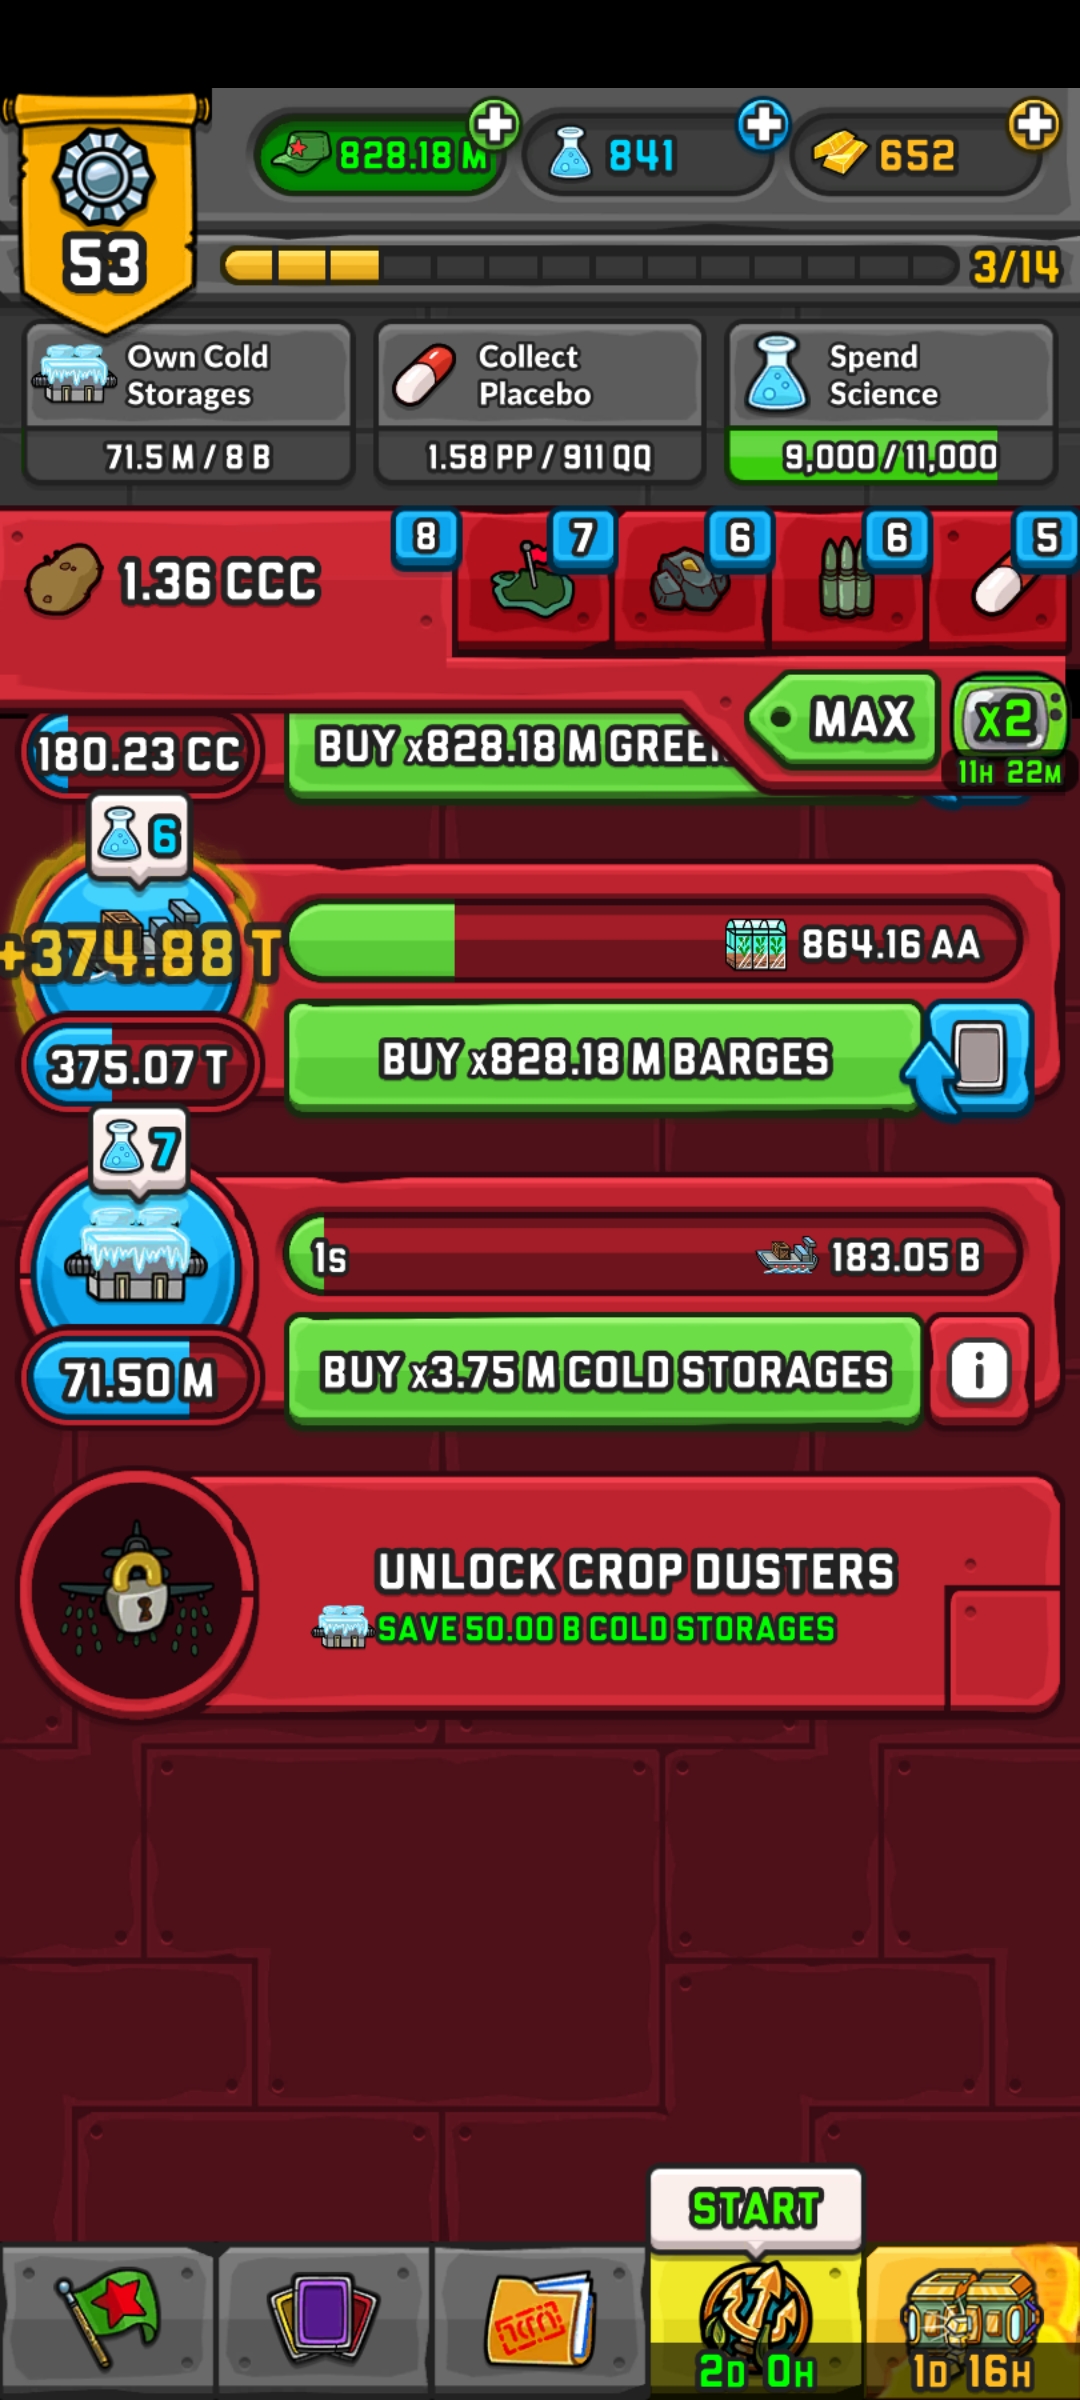 53
828.18 M
841
652
3/14
Own Cold
Storages
71.5 M / 8 B
Collect
Placebo
1.58 PP / 911 QQ
Spend
Science
9,000 / 11,000
1.36 CCC
8
7
6
6
5
MAX
x2
11H 22M
180.23 CC
BUY x828.18 M
6
+374.88 T
864.16 AA
375.07 T
BUY x828.18 M BARGES
7
1s
183.05 B
71.50 M
BUY x3.75 M COLD STORAGES
i
UNLOCK CROP DUSTERS
SAVE 50.00 B COLD STORAGES
START
2D 0H
1D 16H